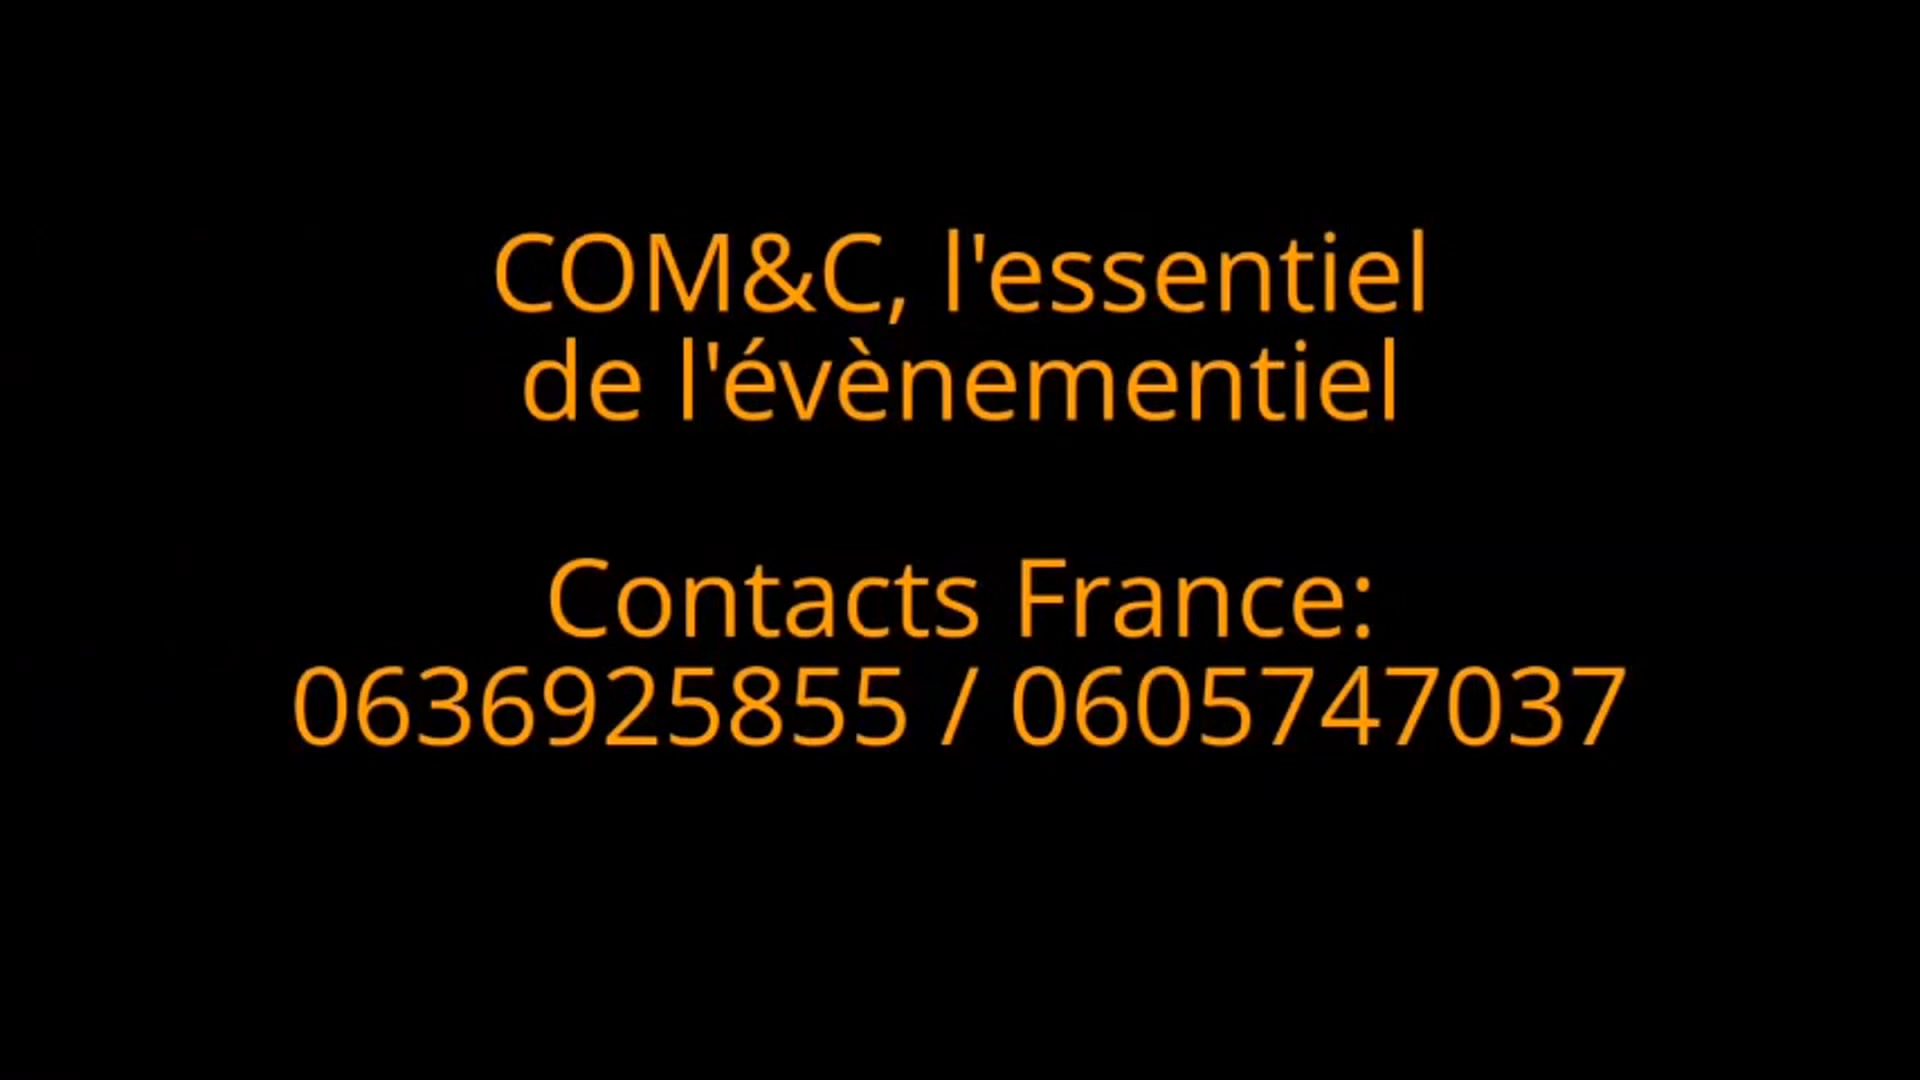 COM&C, l'essentiel
de l'évènementiel
Contacts France:
0636925855 / 0605747037